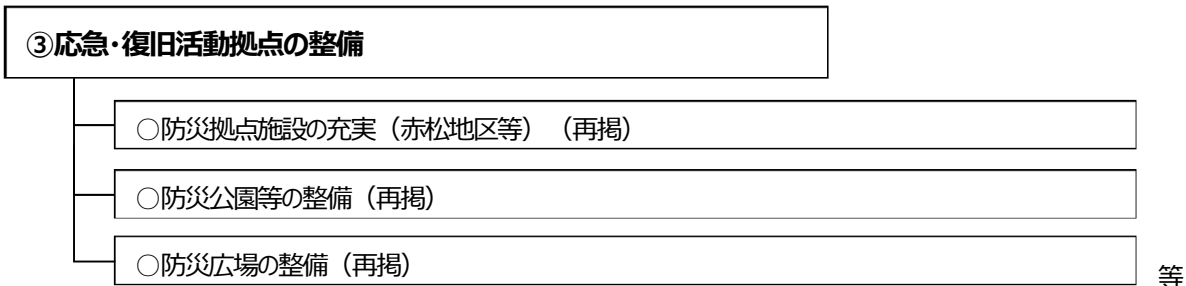 ③応急・復旧活動拠点の整備
○防災拠点施設の充実（赤松地区等）（再掲）
○防災公園等の整備（再掲）
○防災広場の整備（再掲）
等